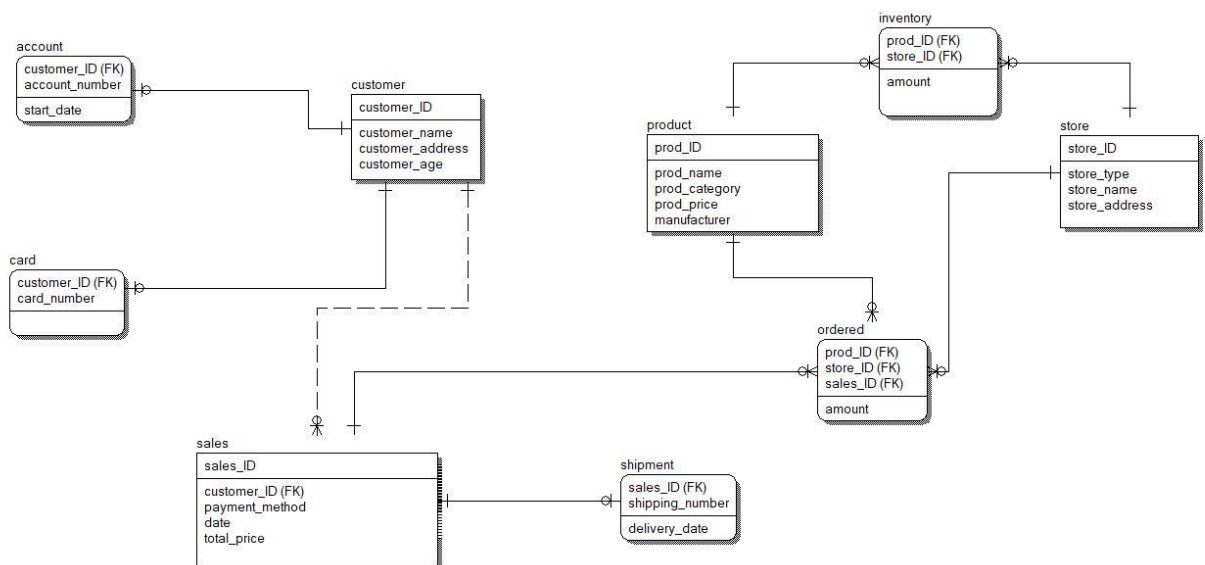 account
customer_ID (FK)
account_number
start_date
customer
customer_ID
customer_name
customer_address
customer_age
card
customer_ID (FK)
card_number
inventory
prod_ID (FK)
store_ID (FK)
amount
product
prod_ID
prod_name
prod_category
prod_price
manufacturer
store
store_ID
store_type
store_name
store_address
ordered
prod_ID (FK)
store_ID (FK)
sales_ID (FK)
amount
sales
sales_ID
customer_ID (FK)
payment_method
date
total_price
shipment
sales_ID (FK)
shipping_number
delivery_date